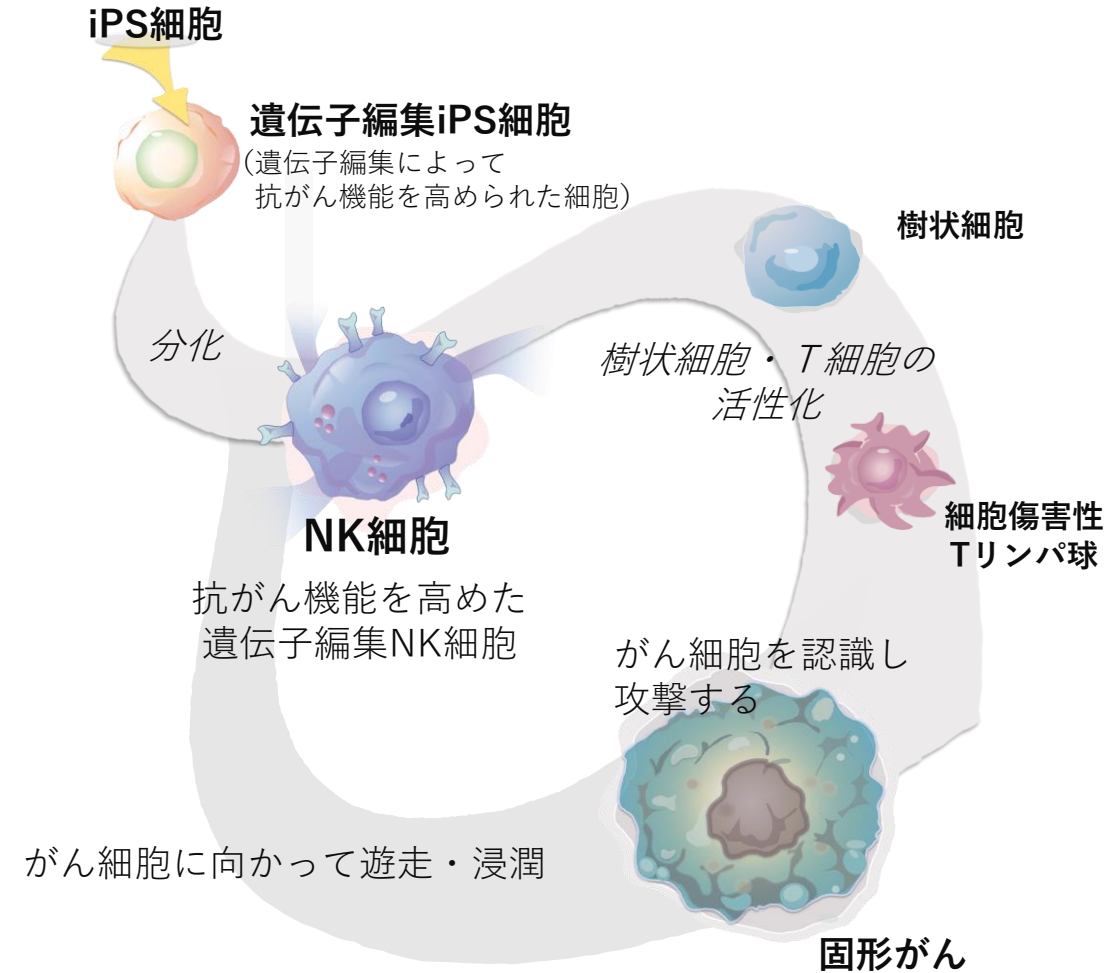 iPS細胞
遺伝子編集iPS細胞
(遺伝子編集によって
抗がん機能を高められた細胞)
樹状細胞
分化
樹状細胞・T細胞の
活性化
細胞傷害性
Tリンパ球
NK細胞
抗がん機能を高めた
遺伝子編集NK細胞
がん細胞を認識し
攻撃する
がん細胞に向かって遊走・浸潤
固形がん